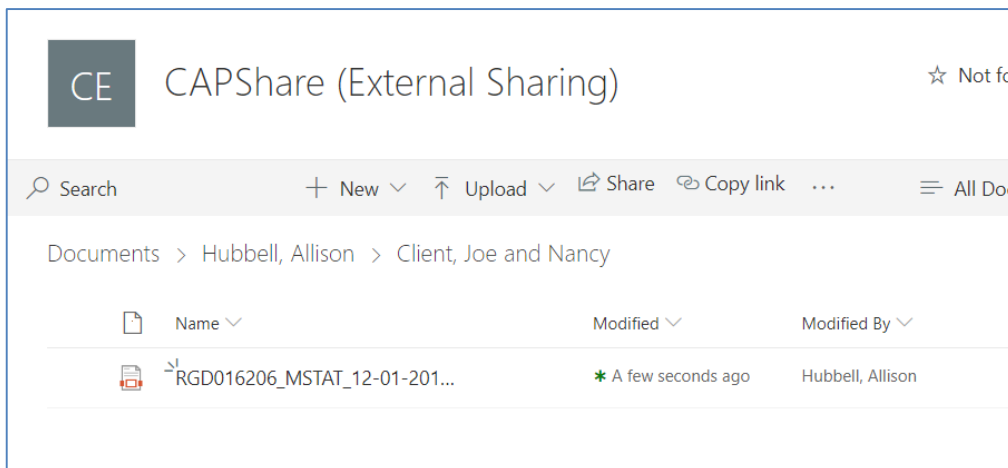 CE
CAPShare (External Sharing)
Not fo
Search
New
Upload
Share
Copy link
...
All Do
Documents > Hubbell, Allison > Client, Joe and Nancy
Name
Modified
Modified By
RGD016206_MSTAT_12-01-201...
A few seconds ago
Hubbell, Allison